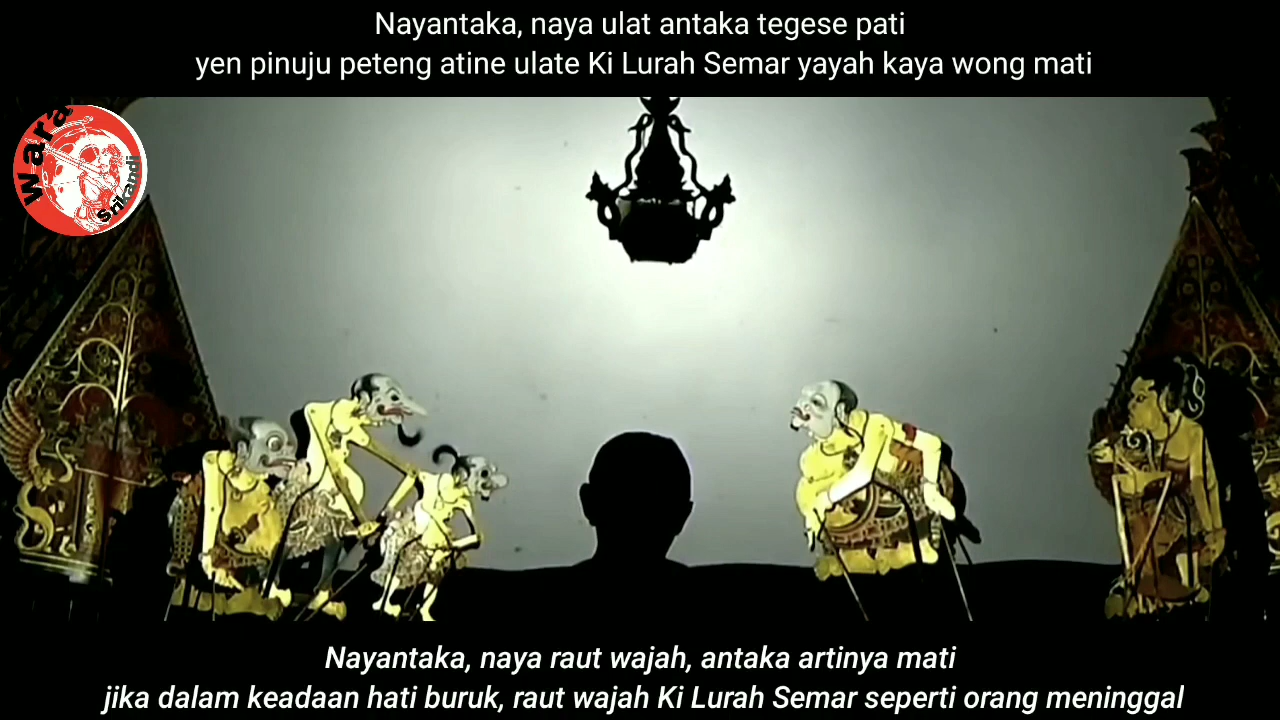 Nayantaka, naya ulat antaka tegese pati
yen pinuju peteng atine ulate Ki Lurah Semar yayah kaya wong mati
wara
Srikandi
Nayantaka, naya raut wajah, antaka artinya mati
jika dalam keadaan hati buruk, raut wajah Ki Lurah Semar seperti orang meninggal